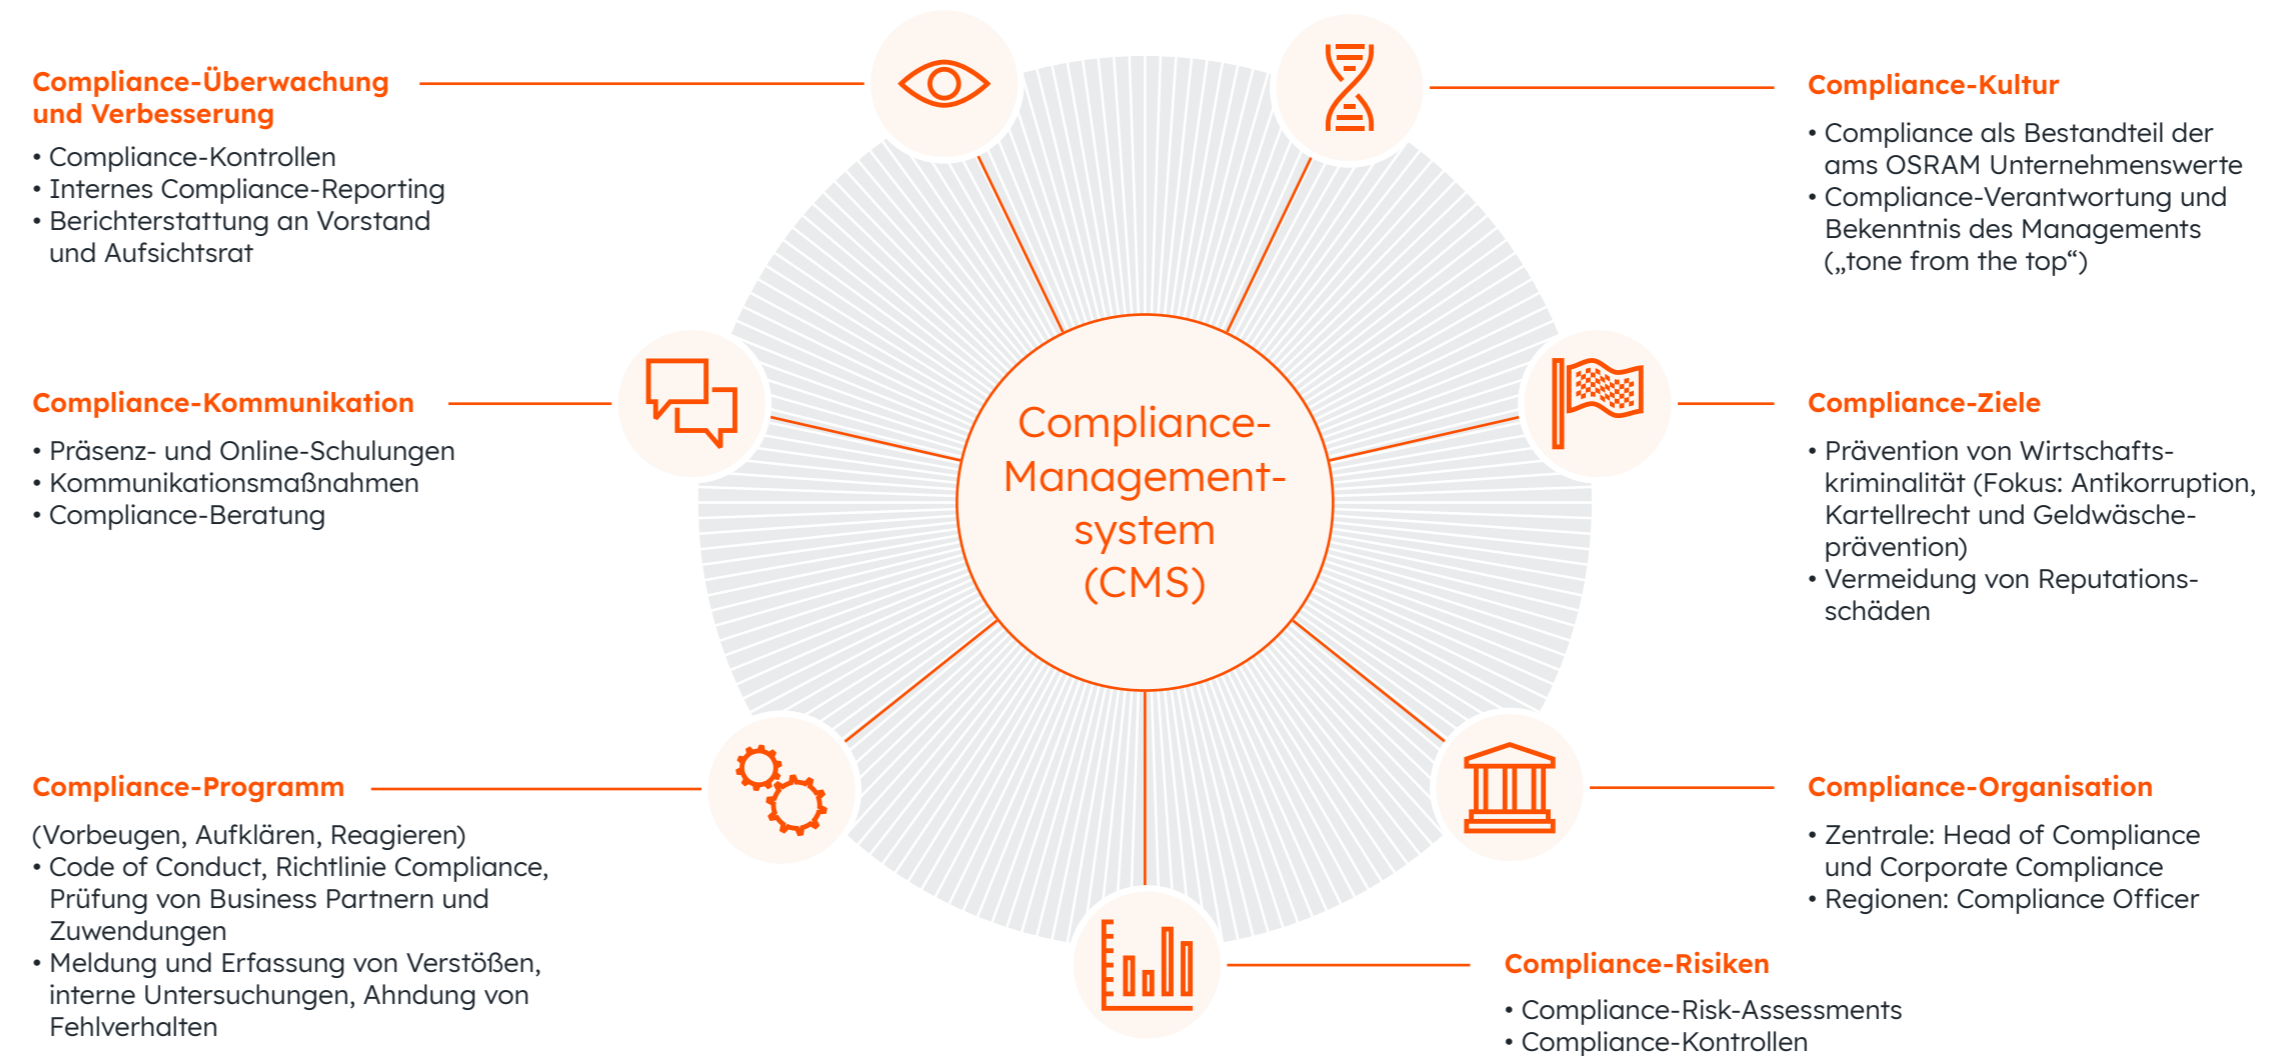 Compliance-Überwachung
und Verbesserung
• Compliance-Kontrollen
• Internes Compliance-Reporting
• Berichterstattung an Vorstand
und Aufsichtsrat
Compliance-Kommunikation
• Präsenz- und Online-Schulungen
• Kommunikationsmaßnahmen
• Compliance-Beratung
Compliance-Programm
(Vorbeugen, Aufklären, Reagieren)
• Code of Conduct, Richtlinie Compliance,
Prüfung von Business Partnern und
Zuwendungen
• Meldung und Erfassung von Verstößen,
interne Untersuchungen, Ahndung von
Fehlverhalten
Compliance-
Management-
system
(CMS)
Compliance-Kultur
• Compliance als Bestandteil der
ams OSRAM Unternehmenswerte
• Compliance-Verantwortung und
Bekenntnis des Managements
(„tone from the top“)
Compliance-Ziele
• Prävention von Wirtschafts-
kriminalität (Fokus: Antikorruption,
Kartellrecht und Geldwäsche-
prävention)
• Vermeidung von Reputations-
schäden
Compliance-Organisation
• Zentrale: Head of Compliance
und Corporate Compliance
• Regionen: Compliance Officer
Compliance-Risiken
• Compliance-Risk-Assessments
• Compliance-Kontrollen